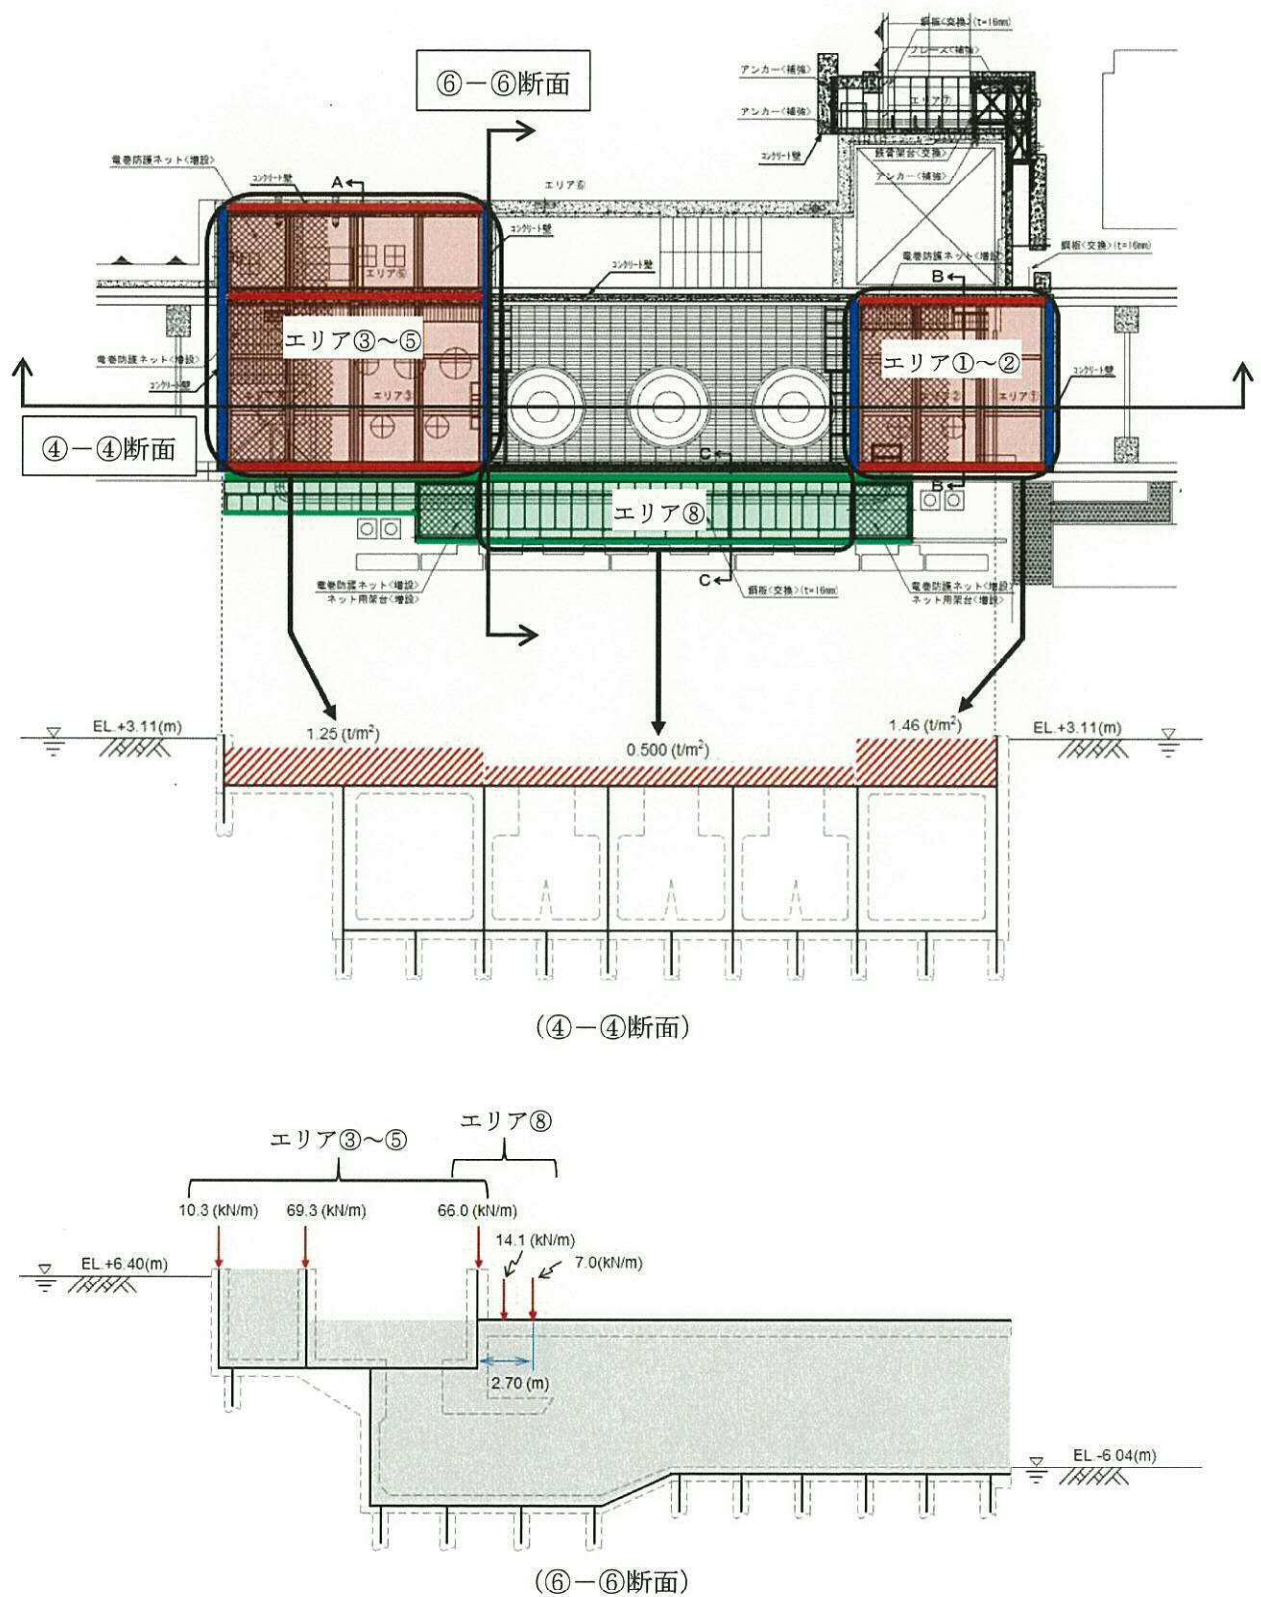 鋼板<交換>(t=16mm)
ブレース<補強>
アンカー<補強>
エリア⑦
アンカー<補強>
コンクリート壁
鉄骨架台<交換>
アンカー<補強>
⑥－⑥断面
竜巻防護ネット<増設>
コンクリート壁
A
エリア⑥
コンクリート壁
鋼板<交換>(t=16mm)
竜巻防護ネット<増設>
コンクリート壁
B
エリア③～⑤
エリア①～②
竜巻防護ネット<増設>
コンクリート壁
コンクリート壁
エリア③
④－④断面
C
B
エリア⑧
C
竜巻防護ネット<増設>
ネット用架台<増設>
鋼板<交換>(t=16mm)
竜巻防護ネット<増設>
ネット用架台<増設>
EL.+3.11(m)
1.25 (t/m²)
0.500 (t/m²)
1.46 (t/m²)
EL.+3.11(m)
(④－④断面)
エリア⑧
エリア③～⑤
10.3 (kN/m)
69.3 (kN/m)
66.0 (kN/m)
14.1 (kN/m)
7.0(kN/m)
EL.+6.40(m)
2.70 (m)
EL.-6.04(m)
(⑥－⑥断面)